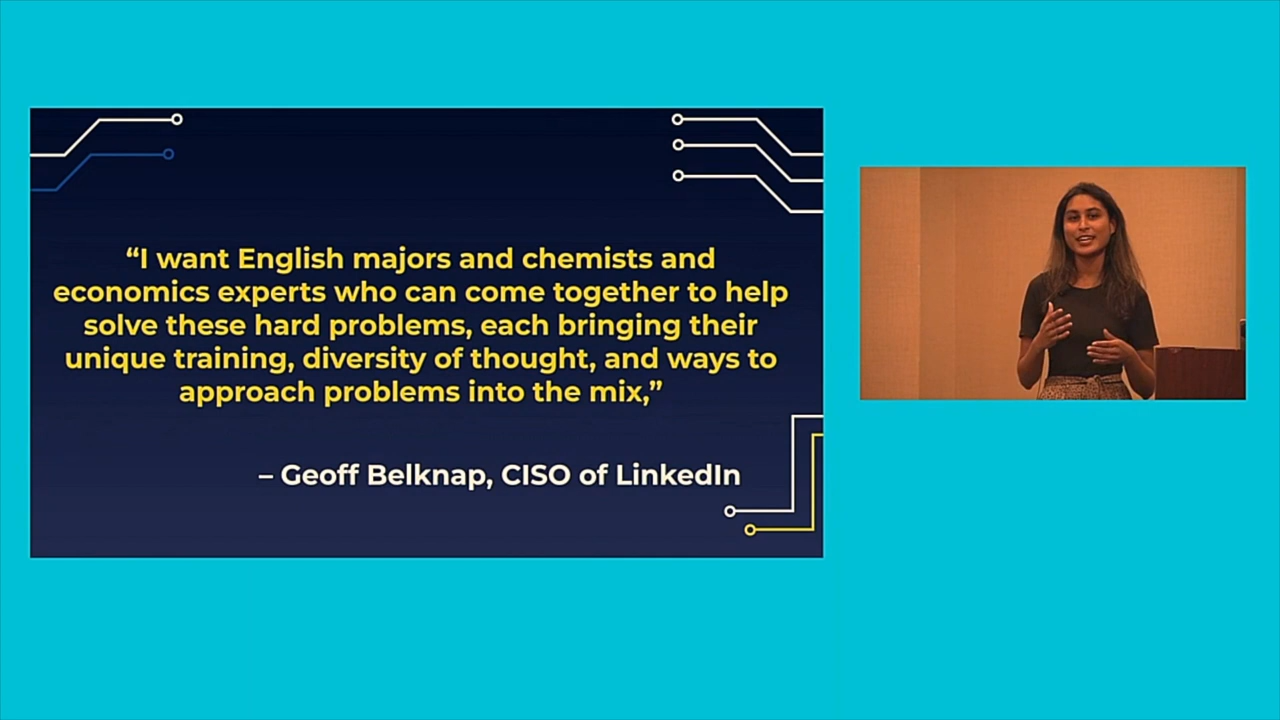 “I want English majors and chemists and
economics experts who can come together to help
solve these hard problems, each bringing their
unique training, diversity of thought, and ways to
approach problems into the mix,”
– Geoff Belknap, CISO of LinkedIn